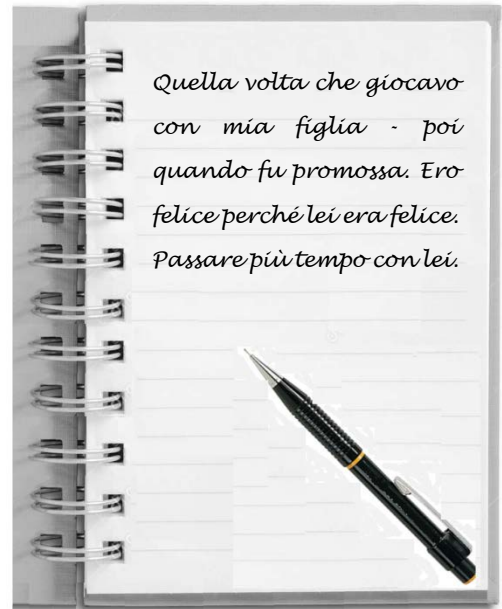 Quella volta che giocavo
con mia figlia - poi
quando fu promossa. Ero
felice perché lei era felice.
Passare più tempo con lei.